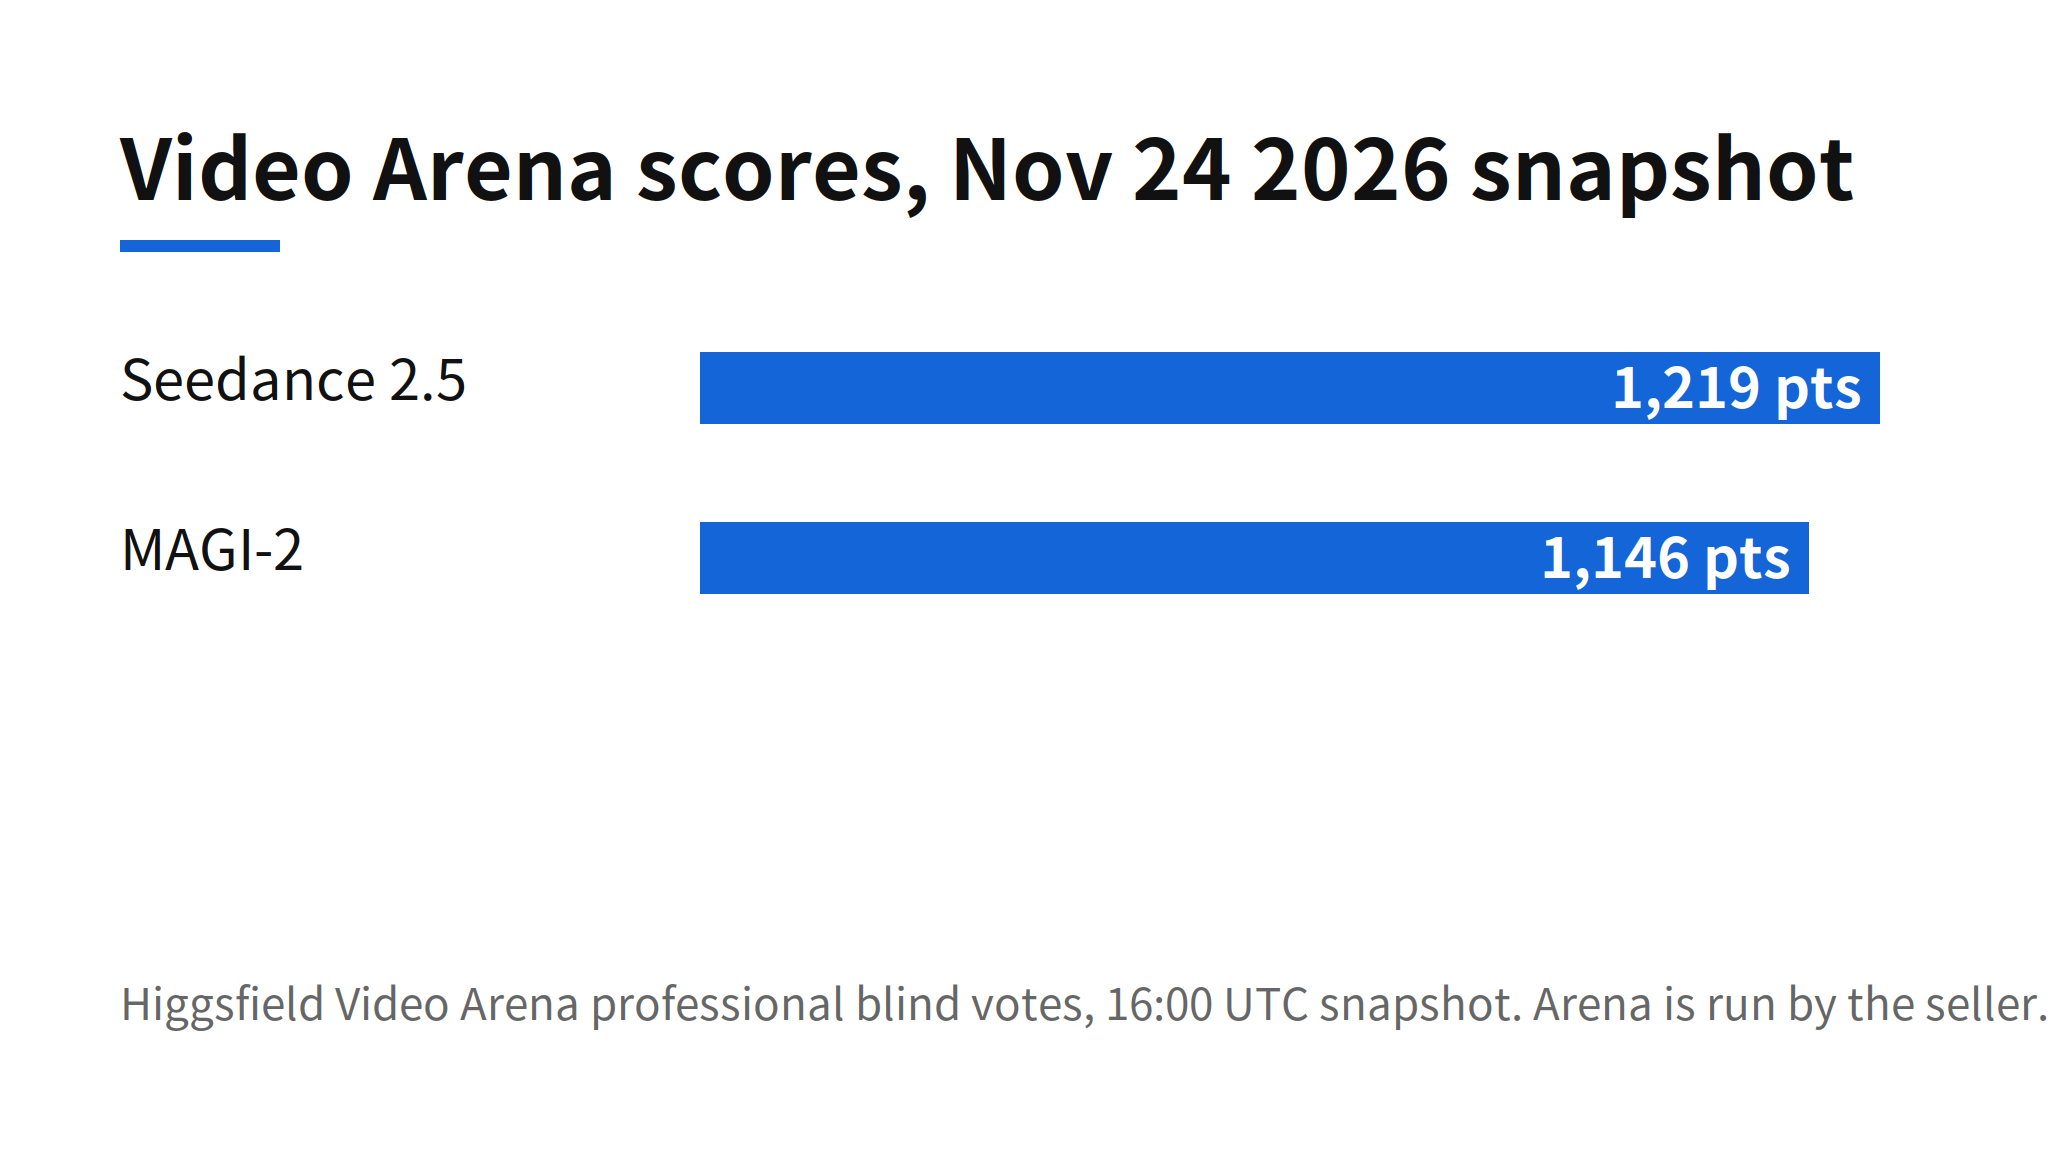 Video Arena scores, Nov 24 2026 snapshot
Seedance 2.5
1,219 pts
MAGI-2
1,146 pts
Higgsfield Video Arena professional blind votes, 16:00 UTC snapshot. Arena is run by the seller.